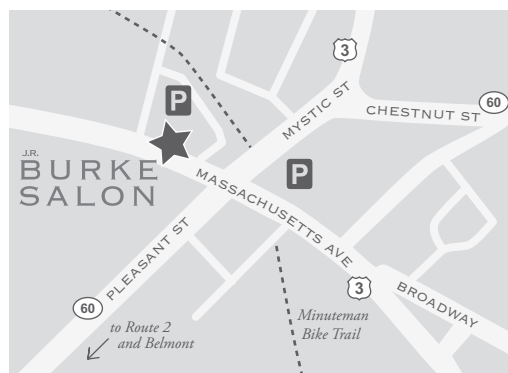 3
MYSTIC ST
CHESTNUT ST
60
P
J.R.
BURKE
SALON
P
MASSACHUSETTS AVE
PLEASANT ST
60
to Route 2
and Belmont
3
BROADWAY
Minuteman
Bike Trail